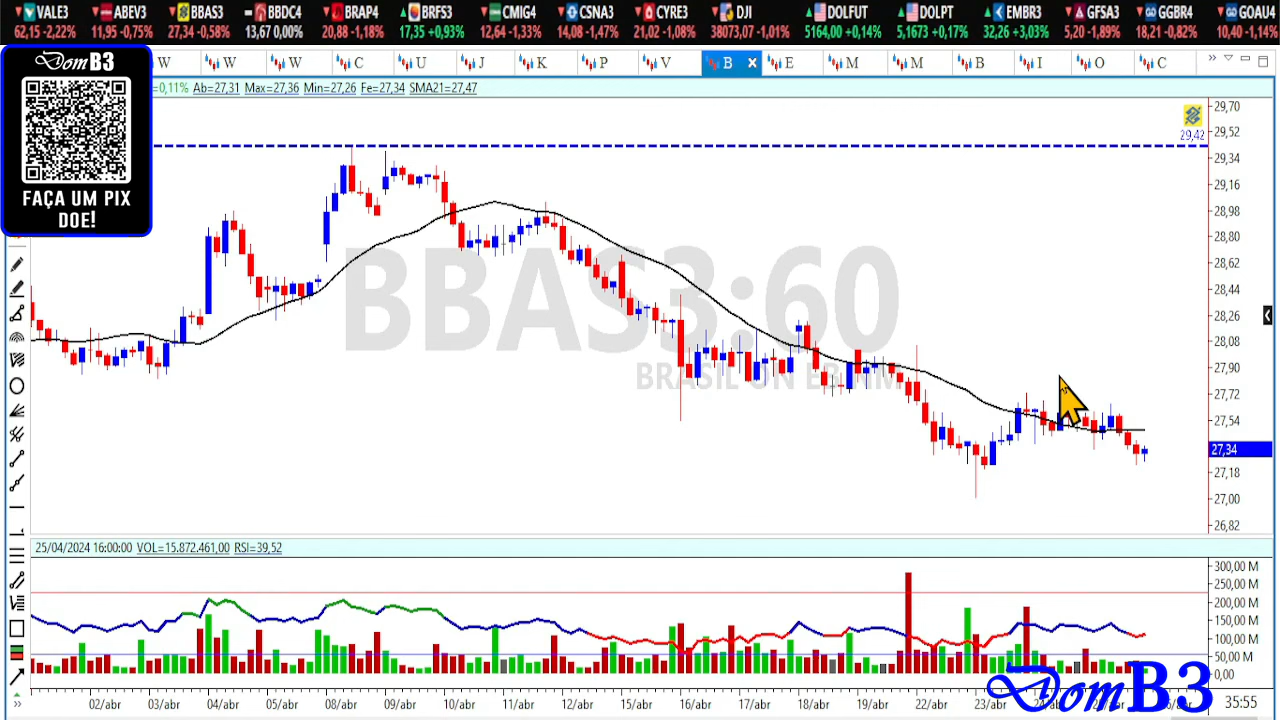 VALE3 ABEV3 BBAS3 BBDC4 BRAP4 BRFS3 CMIG4 CSNA3 CYRE3 DJI DOLFUT DOLPT EMBR3 GFSA3 GGBR4 GOAU4
62,15 -2,22% 11,95 -0,75% 27,34 -0,58% 13,67 0,00% 20,88 -1,18% 17,35 +0,93% 12,64 -1,33% 14,08 -1,47% 21,02 -1,08% 38073,07 -1,01% 5164,00 +0,14% 5,1673 +0,17% 32,26 +3,03% 5,20 -1,89% 18,21 -0,82% 10,40 -1,14%
DomB3
FAÇA UM PIX
DOE!
W W W C U J K P V B E M M B I O C
=0,11% Ab=27,31 Max=27,36 Min=27,26 Fe=27,34 SMA21=27,47
29,70
29,52
29,42
29,34
29,16
28,98
28,80
28,62
28,44
28,26
28,08
27,90
27,72
27,54
27,34
27,18
27,00
26,82
BBAS3:60
BRASIL ON EB NM
25/04/2024 16:00:00 VOL=15.872.461,00 RSI=39,52
300,00 M
250,00 M
200,00 M
150,00 M
100,00 M
50,00 M
0,00
02/abr 03/abr 04/abr 05/abr 08/abr 09/abr 10/abr 11/abr 12/abr 15/abr 16/abr 17/abr 18/abr 19/abr 22/abr 23/abr 24/abr
DomB3
35:55